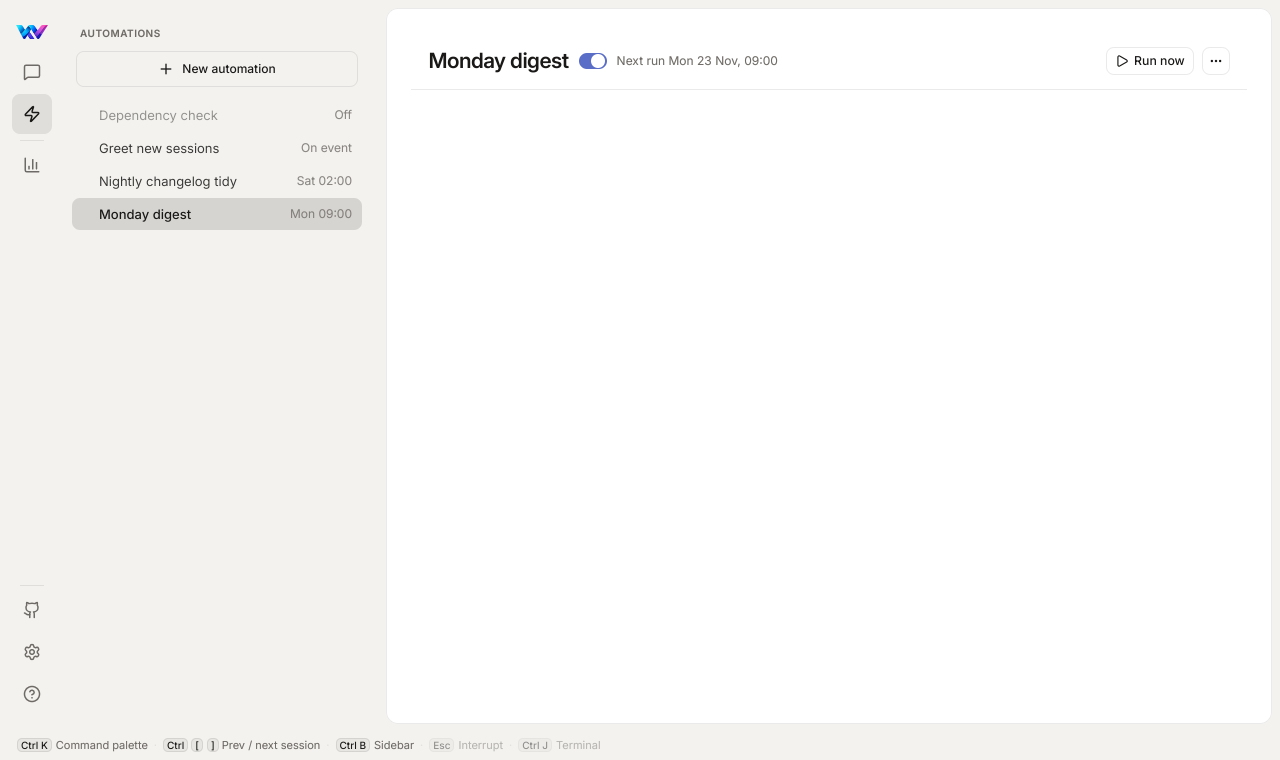 AUTOMATIONS
New automation
Dependency check Off
Greet new sessions On event
Nightly changelog tidy Sat 02:00
Monday digest Mon 09:00
Monday digest Next run Mon 23 Nov, 09:00 Run now
Ctrl K Command palette Ctrl [ ] Prev / next session Ctrl B Sidebar Esc Interrupt Ctrl J Terminal